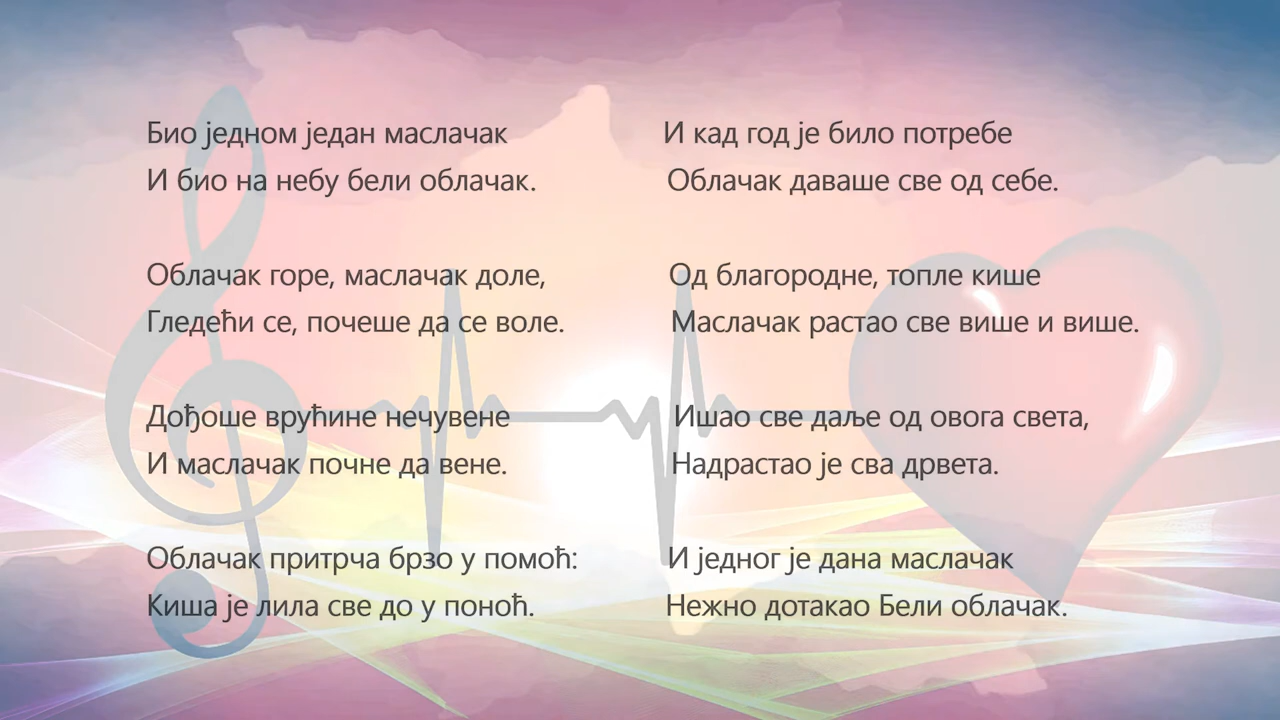 Био једном један маслачак
И био на небу бели облачак.
Облачак горе, маслачак доле,
Гледећи се, почеше да се воле.
Дођоше врућине нечувене
И маслачак почне да вене.
Облачак притрча брзо у помоћ:
Киша је лила све до у поноћ.
И кад год је било потребе
Облачак даваше све од себе.
Од благородне, топле кише
Маслачак растао све више и више.
Ишао све даље од овога света,
Надрастао је сва дрвета.
И једног је дана маслачак
Нежно дотакао Бели облачак.